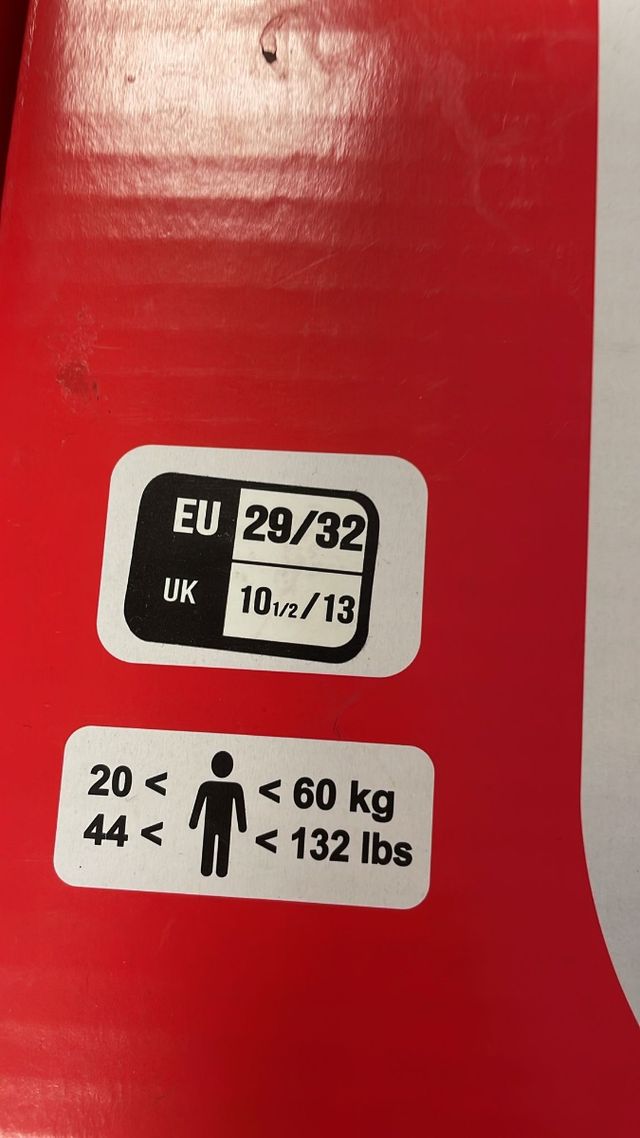 EU 29/32
UK 10 1/2 / 13
20 < < 60 kg
44 < < 132 lbs